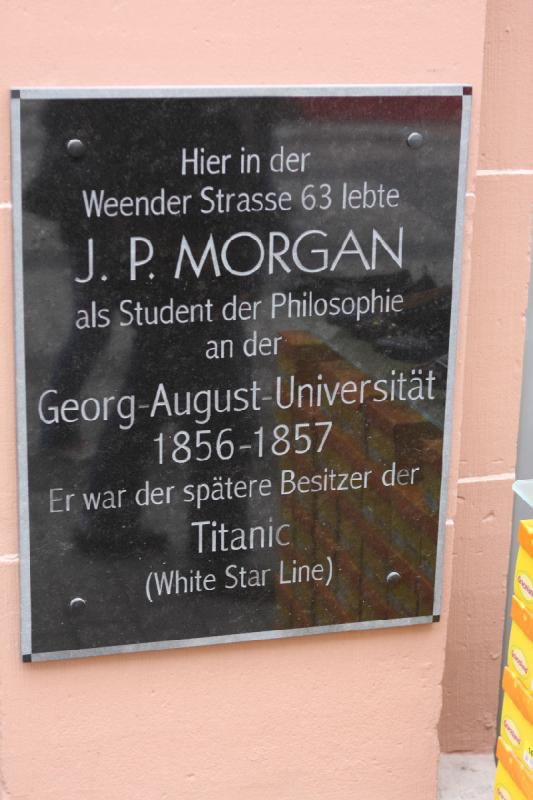 Hier in der
Weender Strasse 63 lebte
J. P. MORGAN
als Student der Philosophie
an der
Georg-August-Universität
1856-1857
Er war der spätere Besitzer der
Titanic
(White Star Line)